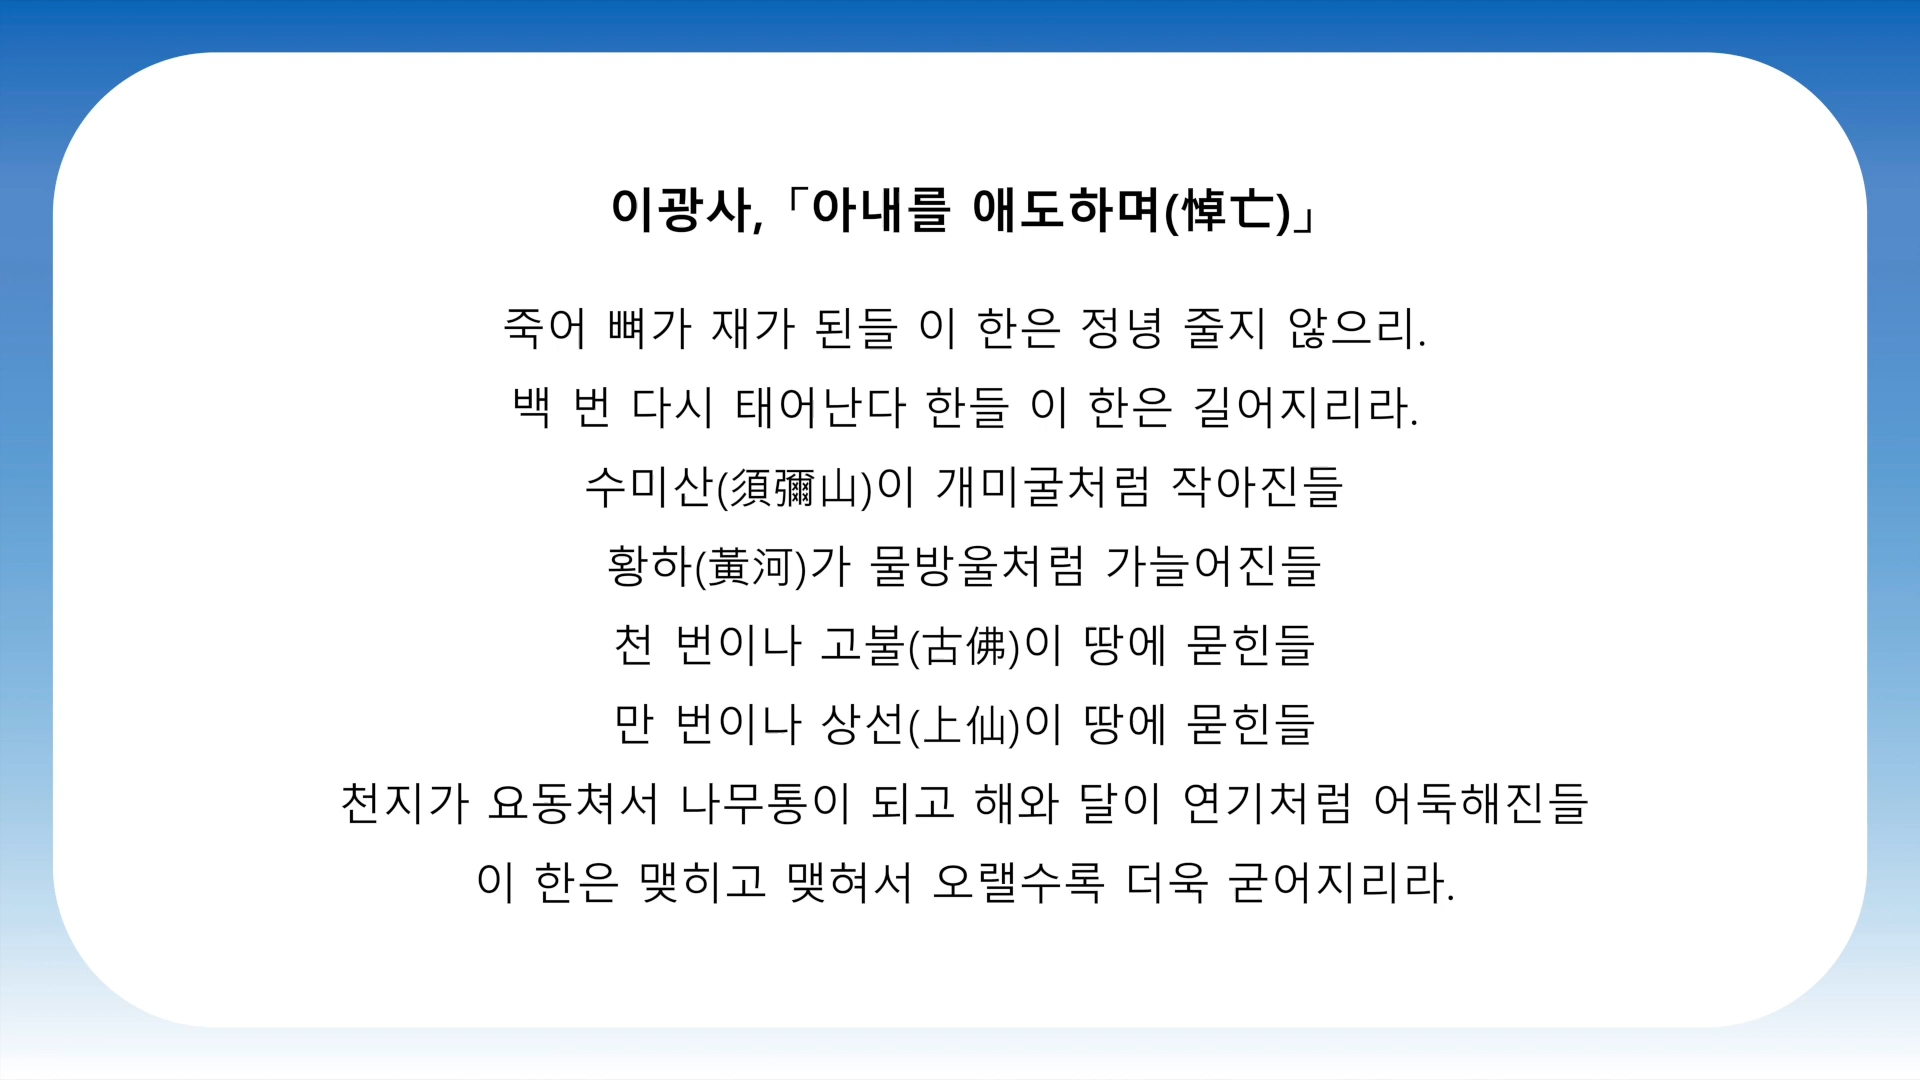 이광사, ｢아내를 애도하며(悼亡)｣
죽어 뼈가 재가 된들 이 한은 정녕 줄지 않으리.
백 번 다시 태어난다 한들 이 한은 길어지리라.
수미산(須彌山)이 개미굴처럼 작아진들
황하(黃河)가 물방울처럼 가늘어진들
천 번이나 고불(古佛)이 땅에 묻힌들
만 번이나 상선(上仙)이 땅에 묻힌들
천지가 요동쳐서 나무통이 되고 해와 달이 연기처럼 어둑해진들
이 한은 맺히고 맺혀서 오랠수록 더욱 굳어지리라.